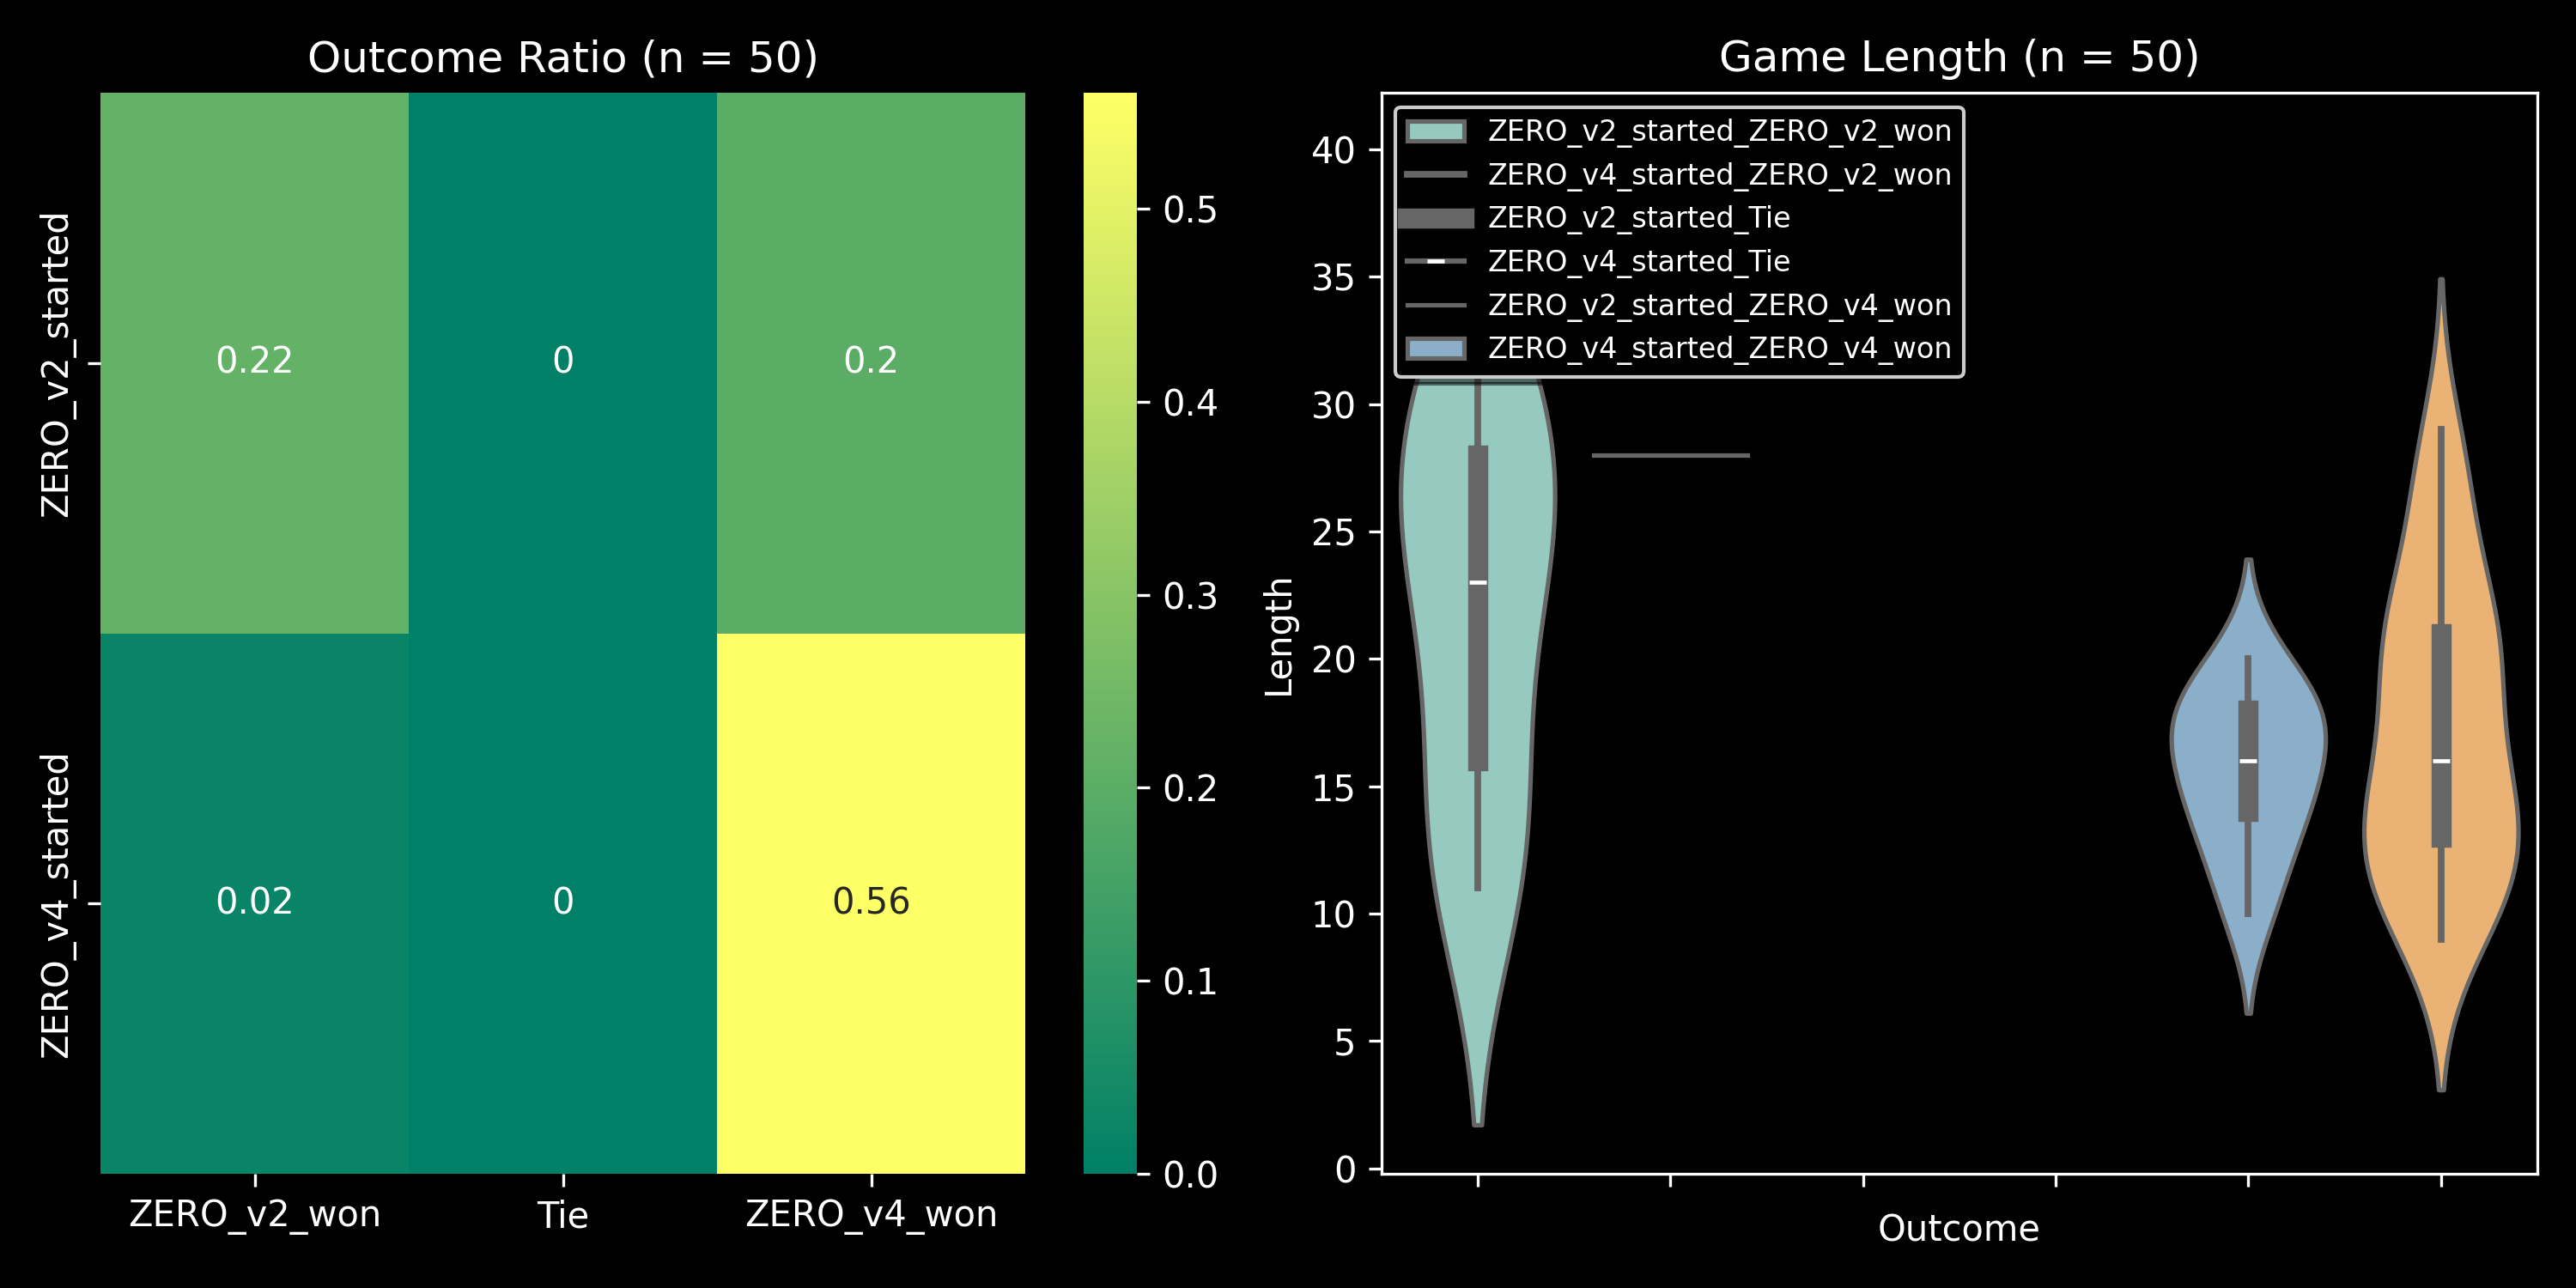 Outcome Ratio (n = 50)
ZERO_v2_started
ZERO_v4_started
0.22
0
0.2
0.02
0
0.56
ZERO_v2_won
Tie
ZERO_v4_won
0.5
0.4
0.3
0.2
0.1
0.0
Game Length (n = 50)
Length
40
35
30
25
20
15
10
5
0
ZERO_v2_started_ZERO_v2_won
ZERO_v4_started_ZERO_v2_won
ZERO_v2_started_Tie
ZERO_v4_started_Tie
ZERO_v2_started_ZERO_v4_won
ZERO_v4_started_ZERO_v4_won
Outcome